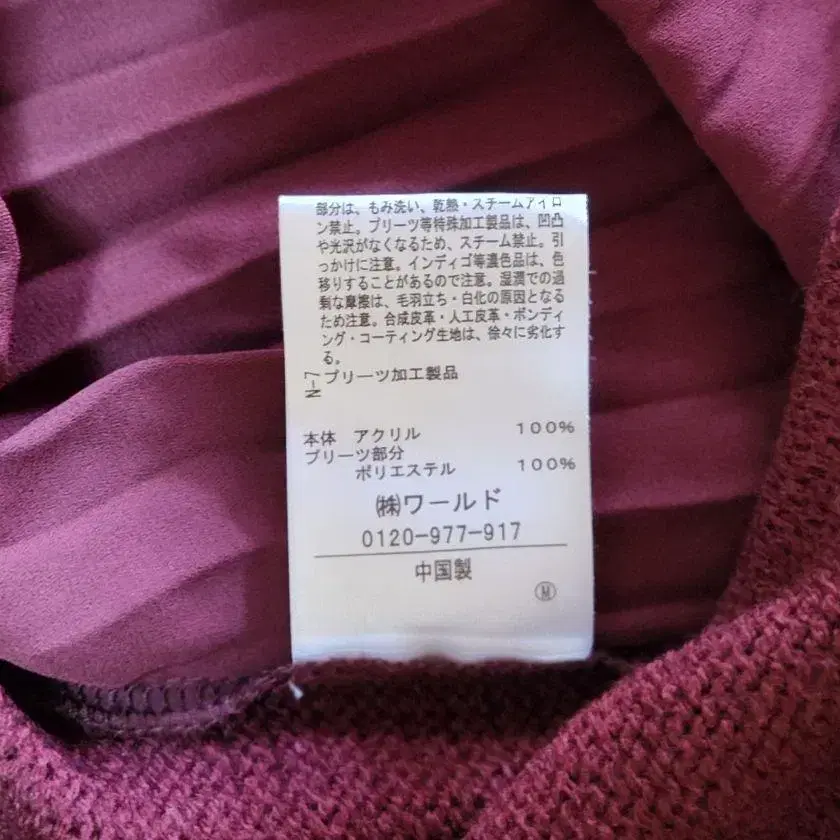 部分は、もみ洗い、乾熱・スチームアイロ
ン禁止。プリーツ等特殊加工製品は、凹凸
や光沢がなくなるため、スチーム禁止。引
っかけに注意。インディゴ等濃色品は、色
移りすることがあるので注意。湿潤での過
剰な摩擦は、毛羽立ち・白化の原因となる
ため注意。合成皮革・人工皮革・ボンディ
ング・コーティング生地は、徐々に劣化す
る。
N-7 プリーツ加工製品
本体 アクリル 100%
プリーツ部分
ポリエステル 100%
㈱ワールド
0120-977-917
中国製
Ⓜ